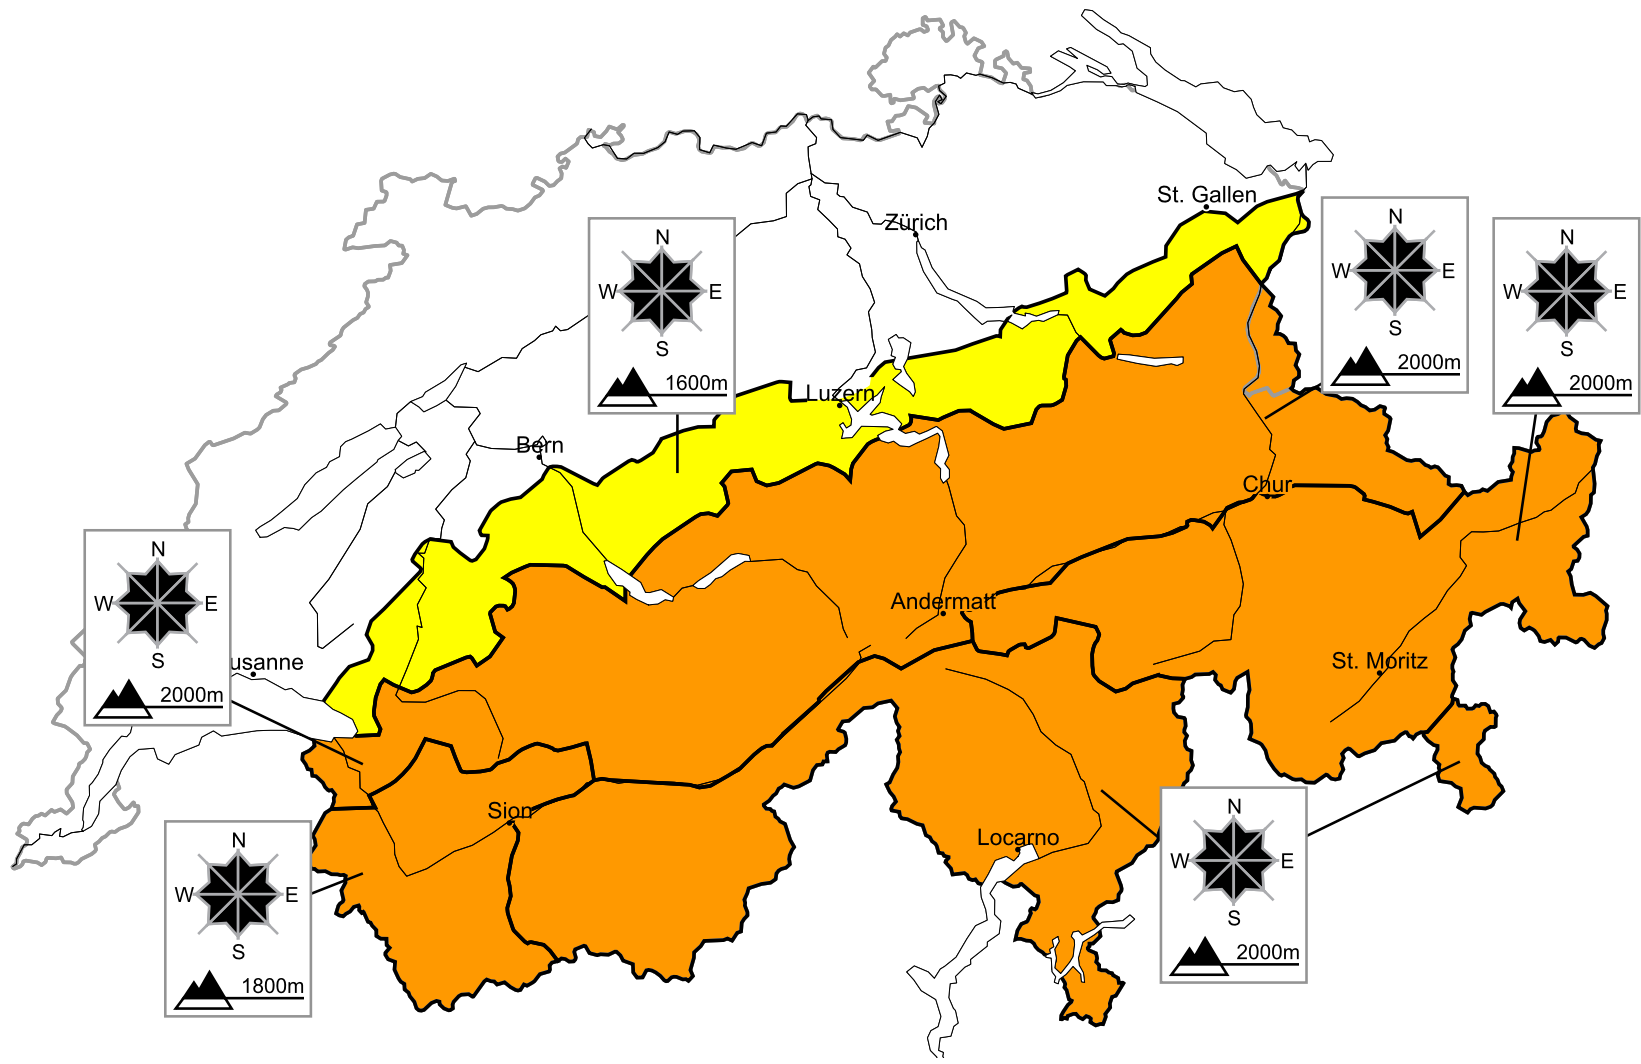 St. Gallen
Zürich
N
W E
S
2000m
N
W E
S
2000m
N
W E
S
1600m
Luzern
Bern
Chur
N
W E
S
2000m
Andermatt
usanne
St. Moritz
Sion
Locarno
N
W E
S
1800m
N
W E
S
2000m